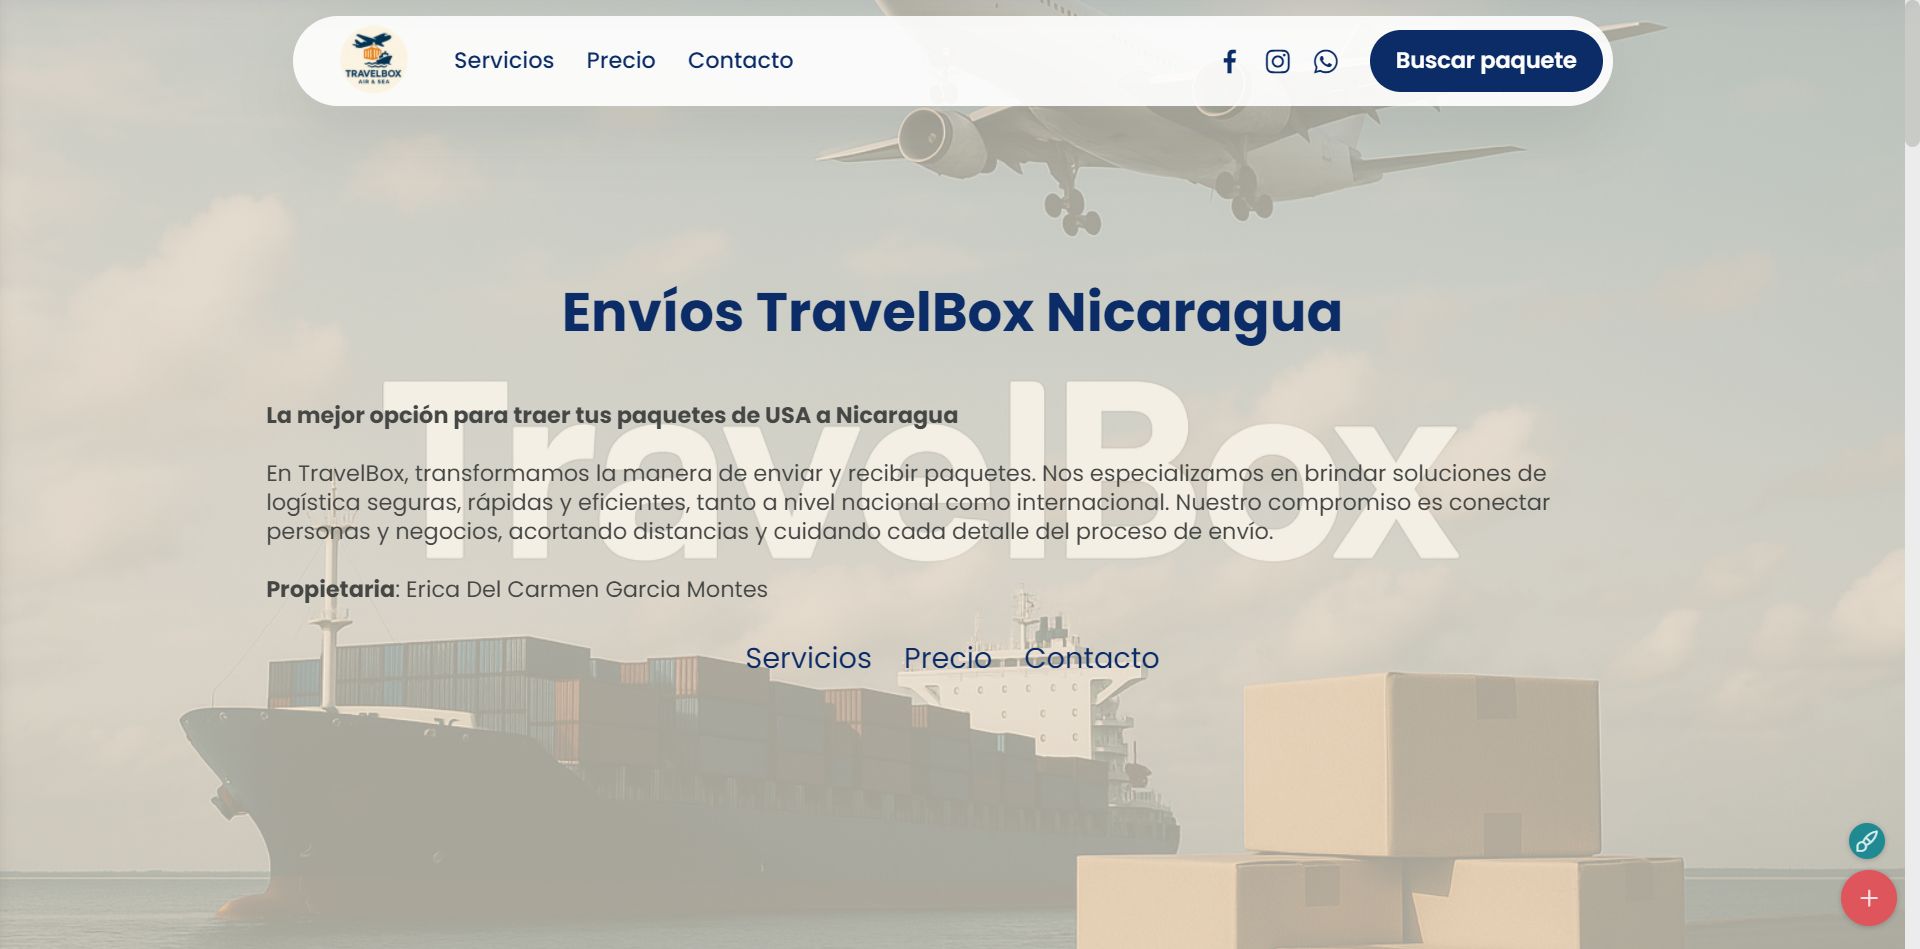 TRAVELBOX
AIR & SEA
Servicios Precio Contacto
Buscar paquete
Envíos TravelBox Nicaragua
TravelBox
La mejor opción para traer tus paquetes de USA a Nicaragua
En TravelBox, transformamos la manera de enviar y recibir paquetes. Nos especializamos en brindar soluciones de
logística seguras, rápidas y eficientes, tanto a nivel nacional como internacional. Nuestro compromiso es conectar
personas y negocios, acortando distancias y cuidando cada detalle del proceso de envío.
Propietaria: Erica Del Carmen Garcia Montes
Servicios Precio Contacto